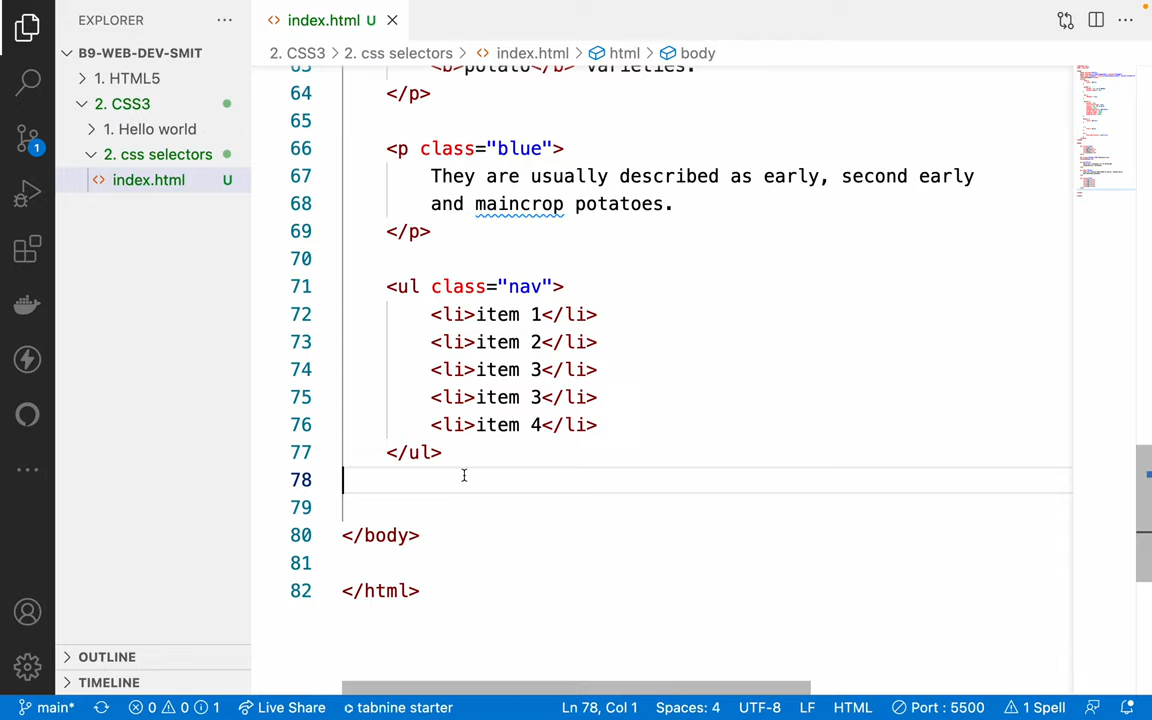 EXPLORER
index.html U
B9-WEB-DEV-SMIT
1. HTML5
2. CSS3
1. Hello world
2. css selectors
index.html U
OUTLINE
TIMELINE
2. CSS3 > 2. css selectors > index.html > html > body
<b>potato</b> varieties.
64 </p>
65
66 <p class="blue">
67 They are usually described as early, second early
68 and maincrop potatoes.
69 </p>
70
71 <ul class="nav">
72 <li>item 1</li>
73 <li>item 2</li>
74 <li>item 3</li>
75 <li>item 3</li>
76 <li>item 4</li>
77 </ul>
78
79
80 </body>
81
82 </html>
1
main* 0 0 1 Live Share tabnine starter Ln 78, Col 1 Spaces: 4 UTF-8 LF HTML Port : 5500 1 Spell